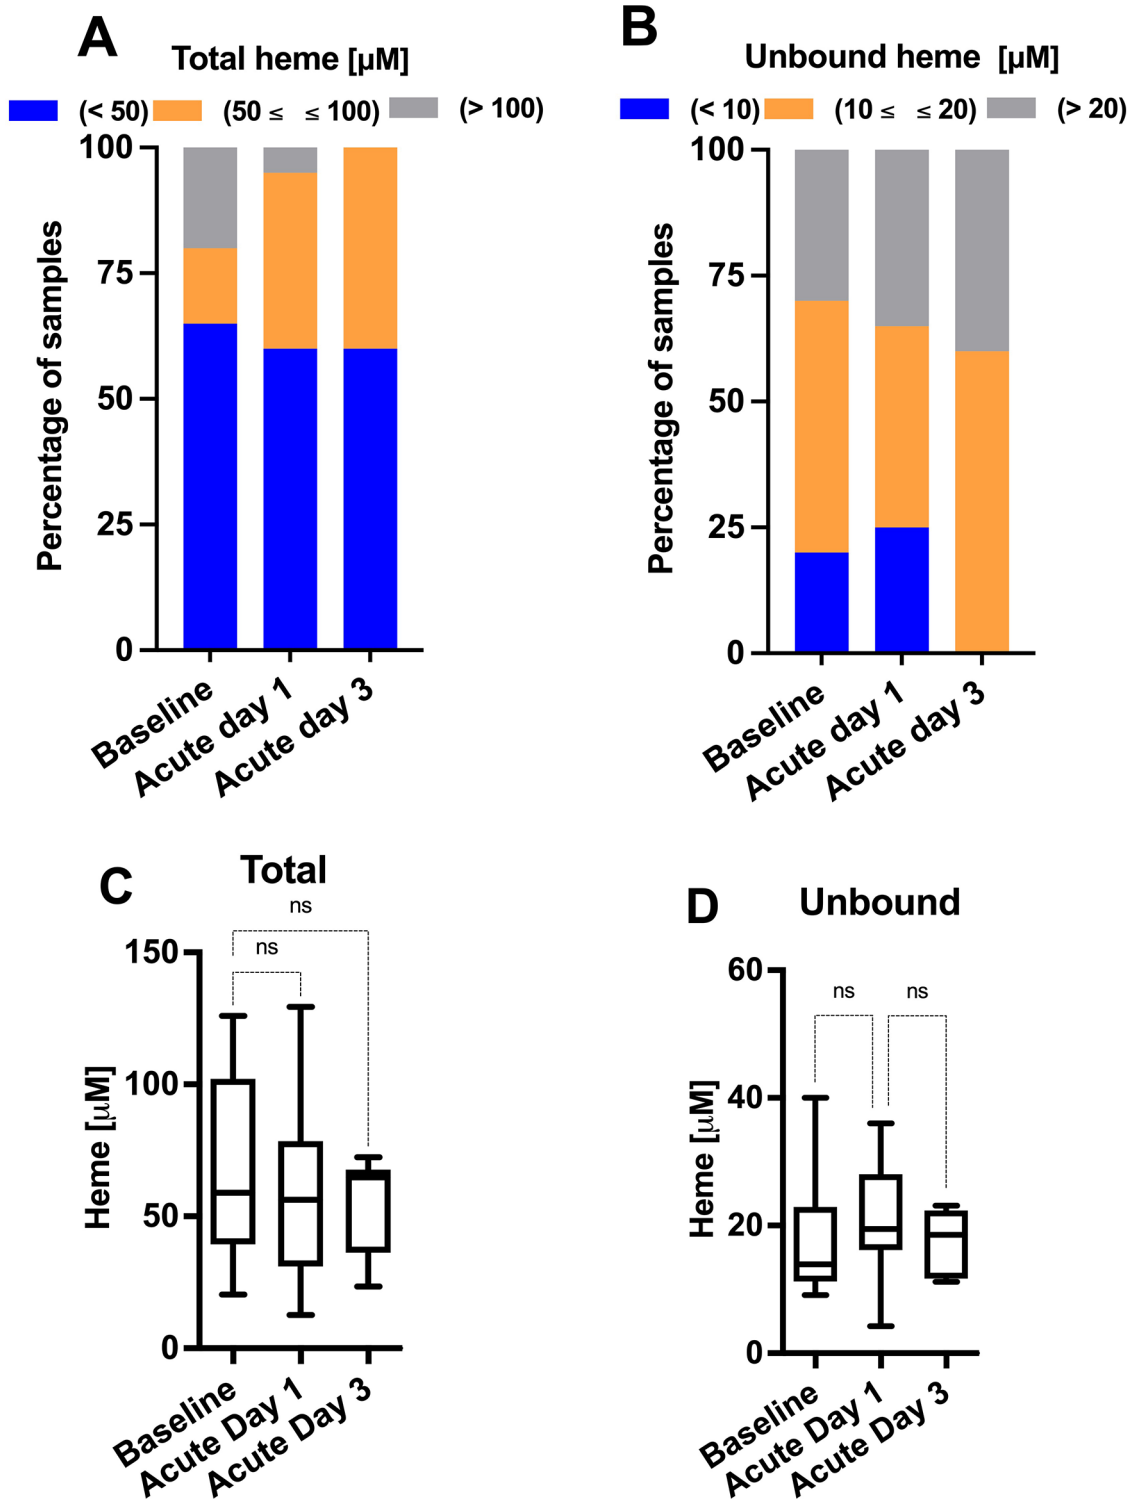 A
Total heme [µM]
(< 50) (50 ≤ ≤ 100) (> 100)
100
75
50
25
0
Percentage of samples
Baseline
Acute day 1
Acute day 3
B
Unbound heme [µM]
(< 10) (10 ≤ ≤ 20) (> 20)
100
75
50
25
0
Percentage of samples
Baseline
Acute day 1
Acute day 3
C
Total
ns
ns
150
100
50
0
Heme [µM]
Baseline
Acute Day 1
Acute Day 3
D
Unbound
ns ns
60
40
20
0
Heme [µM]
Baseline
Acute Day 1
Acute Day 3